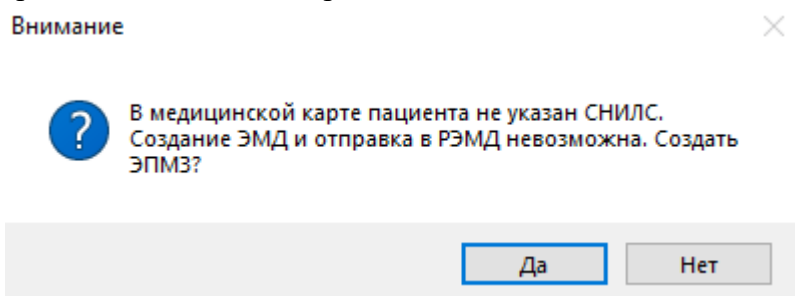 Внимание
В медицинской карте пациента не указан СНИЛС.
Создание ЭМД и отправка в РЭМД невозможна. Создать
ЭПМЗ?
Да
Нет